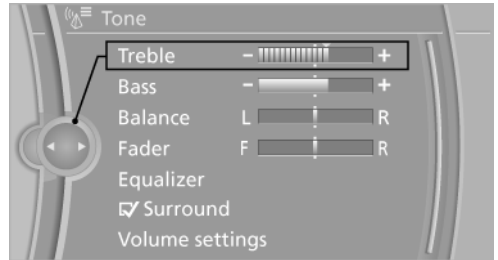 Tone
Treble - +
Bass - +
Balance L R
Fader F R
Equalizer
Surround
Volume settings